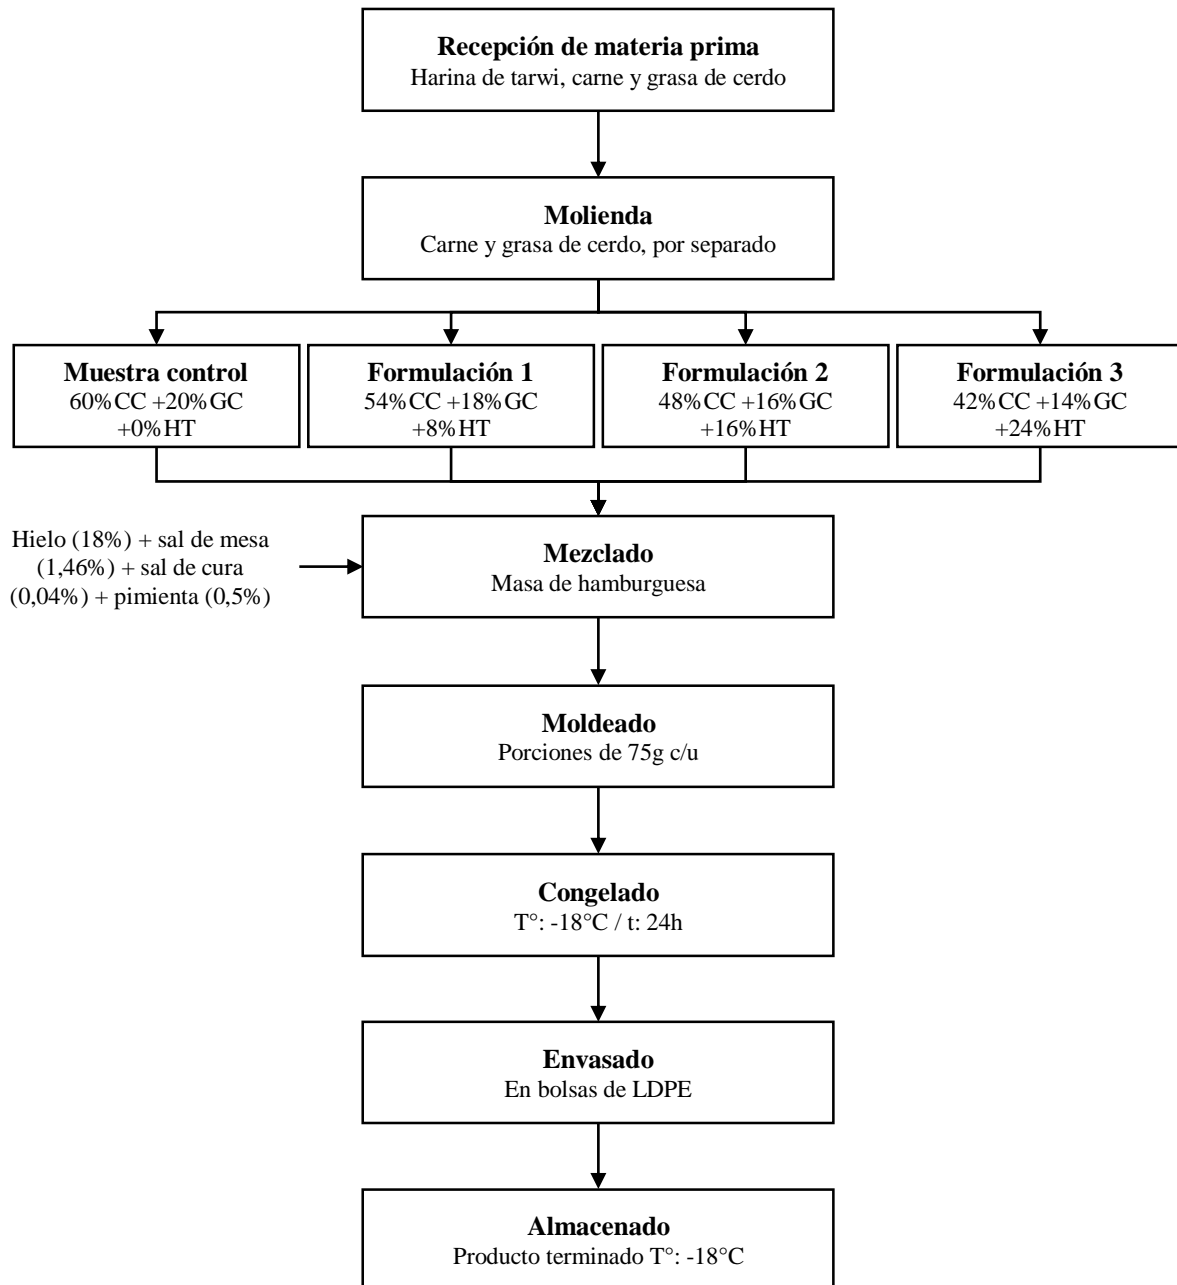 Recepción de materia prima
Harina de tarwi, carne y grasa de cerdo
Molienda
Carne y grasa de cerdo, por separado
Muestra control
60%CC +20%GC
+0%HT
Formulación 1
54%CC +18%GC
+8%HT
Formulación 2
48%CC +16%GC
+16%HT
Formulación 3
42%CC +14%GC
+24%HT
Hielo (18%) + sal de mesa
(1,46%) + sal de cura
(0,04%) + pimienta (0,5%)
Mezclado
Masa de hamburguesa
Moldeado
Porciones de 75g c/u
Congelado
T°: -18°C / t: 24h
Envasado
En bolsas de LDPE
Almacenado
Producto terminado T°: -18°C